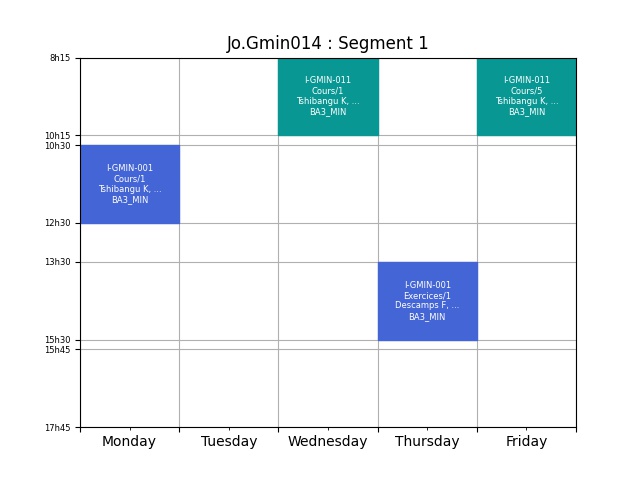 Jo.Gmin014 : Segment 1
8h15
I-GMIN-011
Cours/1
Tshibangu K, ...
BA3_MIN
I-GMIN-011
Cours/5
Tshibangu K, ...
BA3_MIN
10h15
10h30
I-GMIN-001
Cours/1
Tshibangu K, ...
BA3_MIN
12h30
13h30
I-GMIN-001
Exercices/1
Descamps F, ...
BA3_MIN
15h30
15h45
17h45
Monday
Tuesday
Wednesday
Thursday
Friday